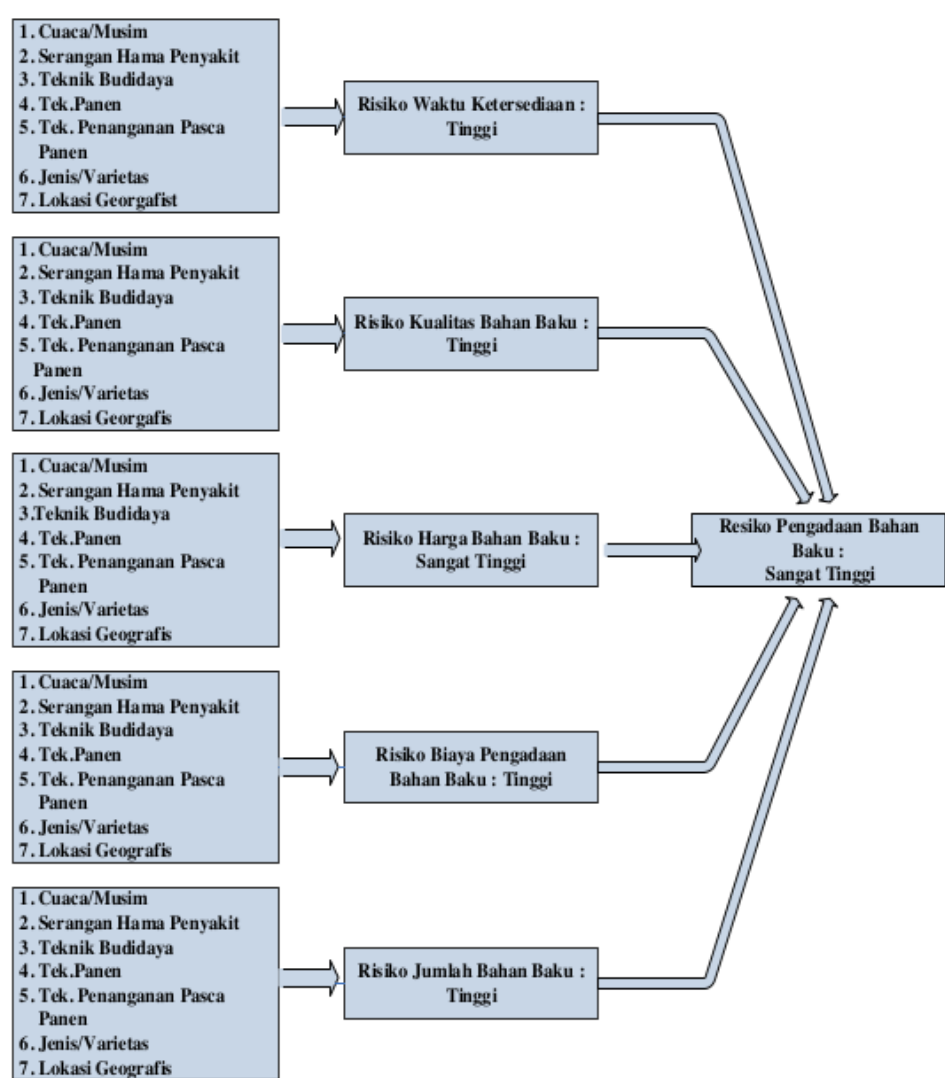 1. Cuaca/Musim
2. Serangan Hama Penyakit
3. Teknik Budidaya
4. Tek.Panen
5. Tek. Penanganan Pasca
Panen
6. Jenis/Varietas
7. Lokasi Georgafist
Risiko Waktu Ketersediaan :
Tinggi
1. Cuaca/Musim
2. Serangan Hama Penyakit
3. Teknik Budidaya
4. Tek.Panen
5. Tek. Penanganan Pasca
Panen
6. Jenis/Varietas
7. Lokasi Georgafis
Risiko Kualitas Bahan Baku :
Tinggi
1. Cuaca/Musim
2. Serangan Hama Penyakit
3.Teknik Budidaya
4. Tek.Panen
5. Tek. Penanganan Pasca
Panen
6. Jenis/Varietas
7. Lokasi Geografis
Risiko Harga Bahan Baku :
Sangat Tinggi
Resiko Pengadaan Bahan
Baku :
Sangat Tinggi
1. Cuaca/Musim
2. Serangan Hama Penyakit
3. Teknik Budidaya
4. Tek.Panen
5. Tek. Penanganan Pasca
Panen
6. Jenis/Varietas
7. Lokasi Geografis
Risiko Biaya Pengadaan
Bahan Baku : Tinggi
1. Cuaca/Musim
2. Serangan Hama Penyakit
3. Teknik Budidaya
4. Tek.Panen
5. Tek. Penanganan Pasca
Panen
6. Jenis/Varietas
7. Lokasi Geografis
Risiko Jumlah Bahan Baku :
Tinggi